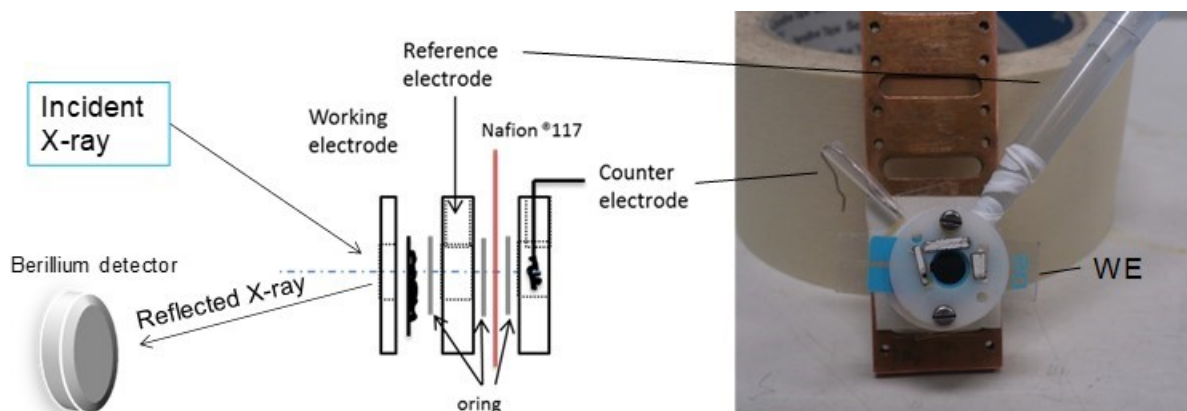 Incident
X-ray
Reference
electrode
Working
electrode
Nafion ®117
Counter
electrode
Berillium detector
Reflected X-ray
oring
WE